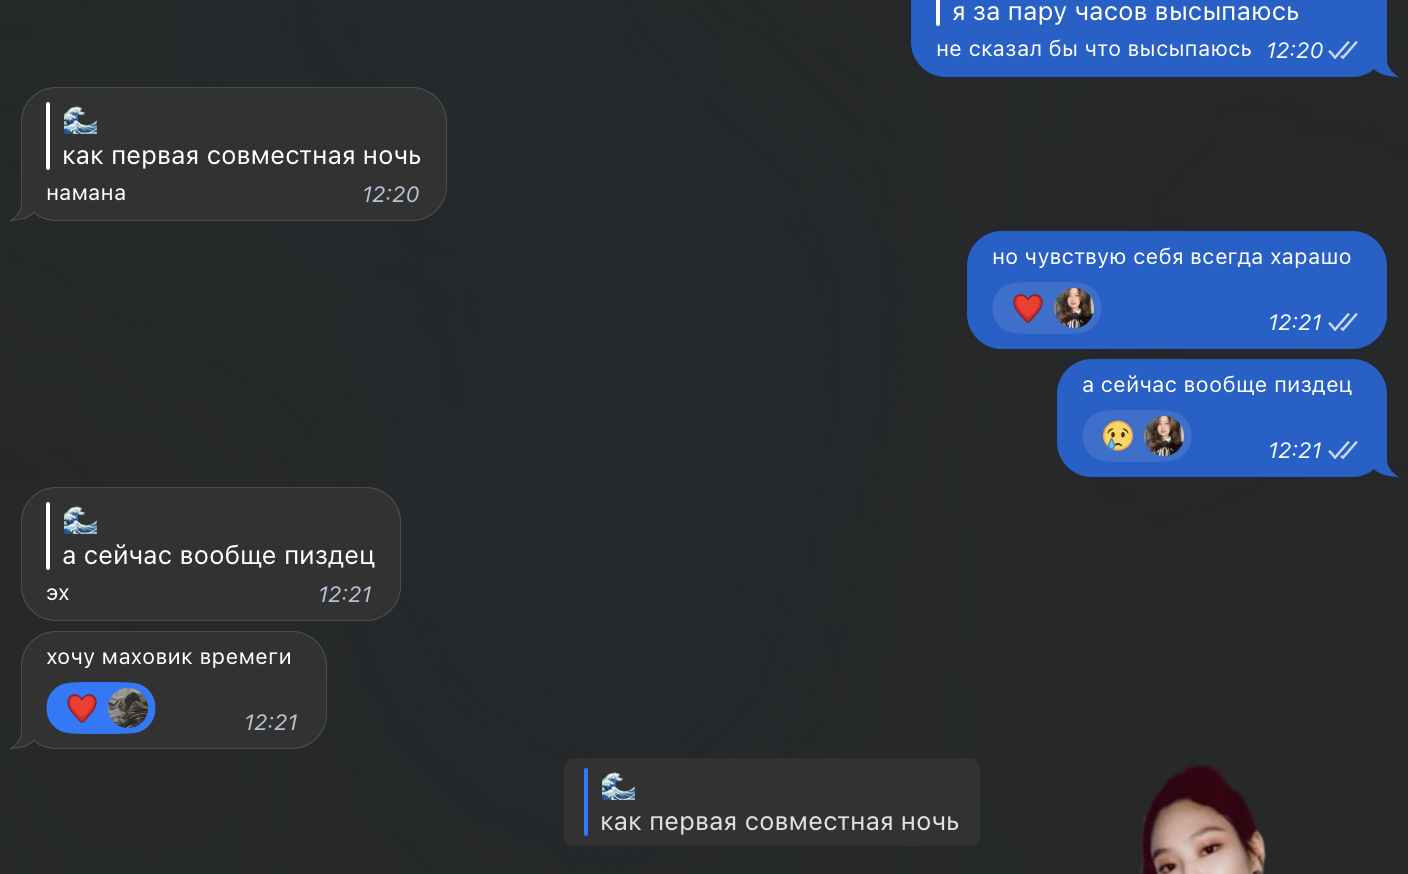 я за пару часов высыпаюсь
не сказал бы что высыпаюсь 12:20
🌊
как первая совместная ночь
намана 12:20
но чувствую себя всегда харашо
❤️ 12:21
а сейчас вообще пиздец
😢 12:21
🌊
а сейчас вообще пиздец
эх 12:21
хочу маховик времеги
❤️ 12:21
🌊
как первая совместная ночь